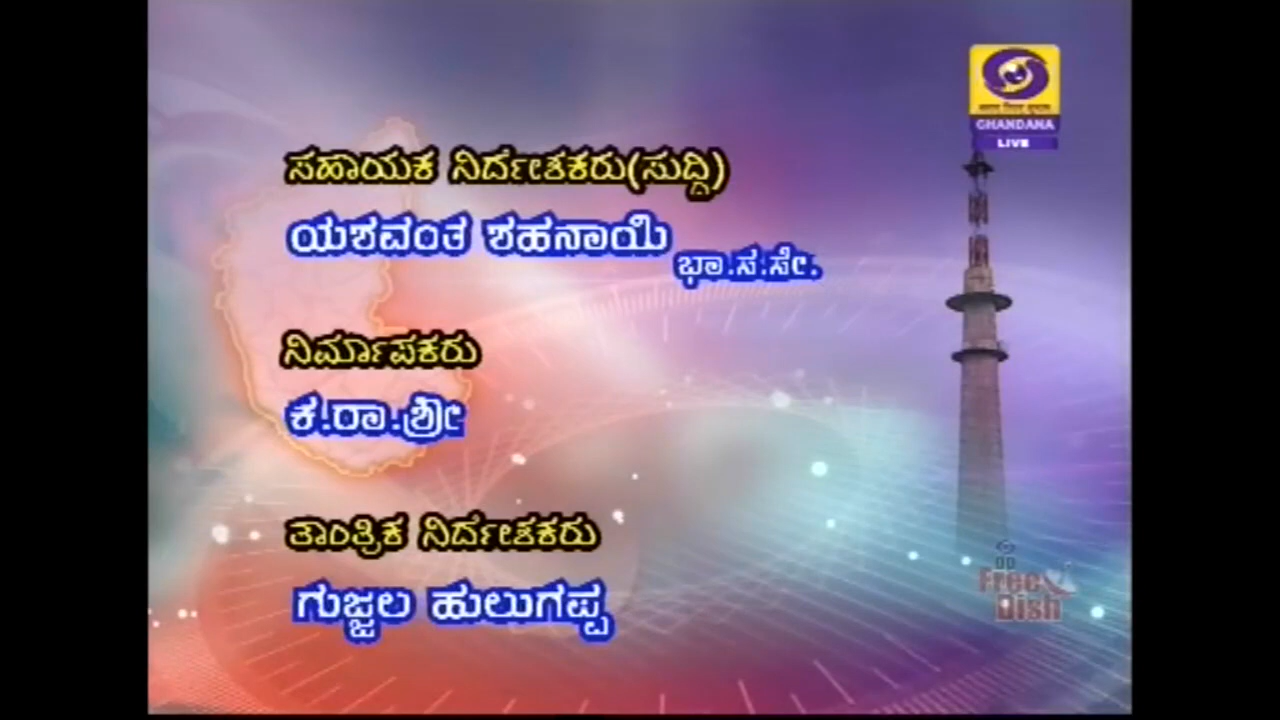 ಸಹಾಯಕ ನಿರ್ದೇಶಕರು(ಸುದ್ದಿ)
ಯಶವಂತ ಶಹನಾಯಿ
ಭಾ.ಸ.ಸೇ.
ನಿರ್ಮಾಪಕರು
ಕ.ರಾ.ಶ್ರೀ
ತಾಂತ್ರಿಕ ನಿರ್ದೇಶಕರು
ಗುಜ್ಜಲ ಹುಲುಗಪ್ಪ
CHANDANA
LIVE
DD
Free
Dish